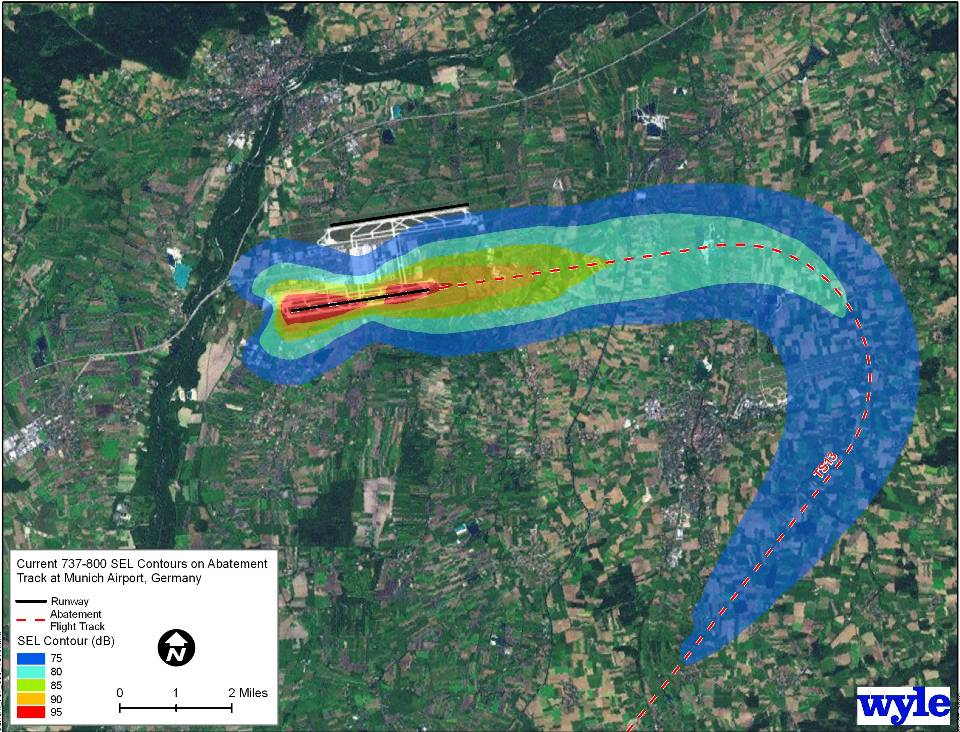 TS13
Current 737-800 SEL Contours on Abatement
Track at Munich Airport, Germany
Runway
Abatement
Flight Track
SEL Contour (dB)
75
80
85
90
95
N
0 1 2 Miles
wyle